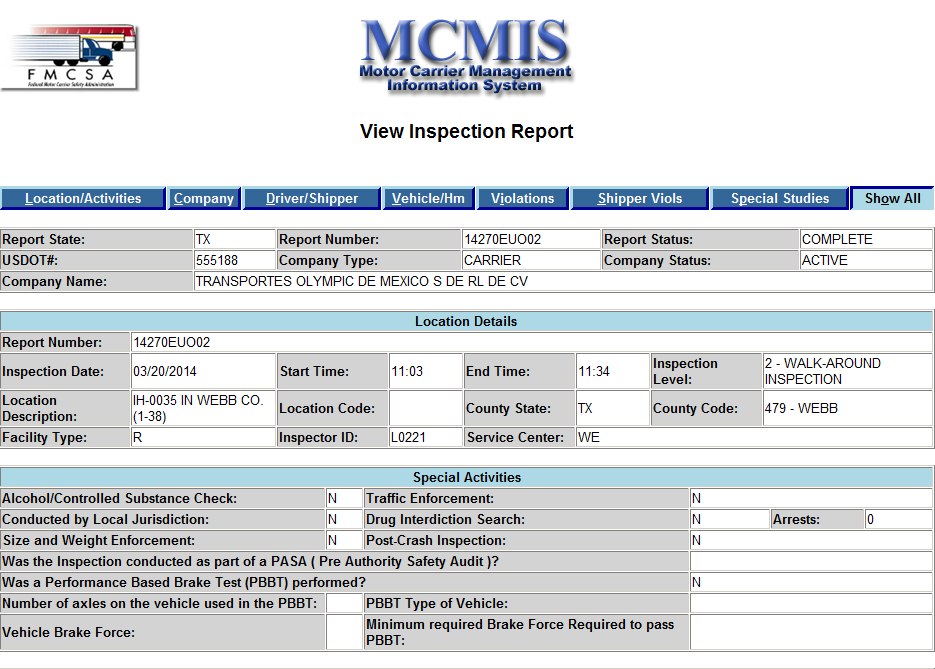 FMCSA
Federal Motor Carrier Safety Administration
MCMIS
Motor Carrier Management
Information System
View Inspection Report
Location/Activities Company Driver/Shipper Vehicle/Hm Violations Shipper Viols Special Studies Show All
Report State: TX Report Number: 14270EUO02 Report Status: COMPLETE
USDOT#: 555188 Company Type: CARRIER Company Status: ACTIVE
Company Name: TRANSPORTES OLYMPIC DE MEXICO S DE RL DE CV
Location Details
Report Number: 14270EUO02
Inspection Date: 03/20/2014 Start Time: 11:03 End Time: 11:34 Inspection Level: 2 - WALK-AROUND INSPECTION
Location Description: IH-0035 IN WEBB CO. (1-38) Location Code: County State: TX County Code: 479 - WEBB
Facility Type: R Inspector ID: L0221 Service Center: WE
Special Activities
Alcohol/Controlled Substance Check: N Traffic Enforcement: N
Conducted by Local Jurisdiction: N Drug Interdiction Search: N Arrests: 0
Size and Weight Enforcement: N Post-Crash Inspection: N
Was the Inspection conducted as part of a PASA ( Pre Authority Safety Audit )?
Was a Performance Based Brake Test (PBBT) performed? N
Number of axles on the vehicle used in the PBBT: PBBT Type of Vehicle:
Vehicle Brake Force: Minimum required Brake Force Required to pass PBBT: